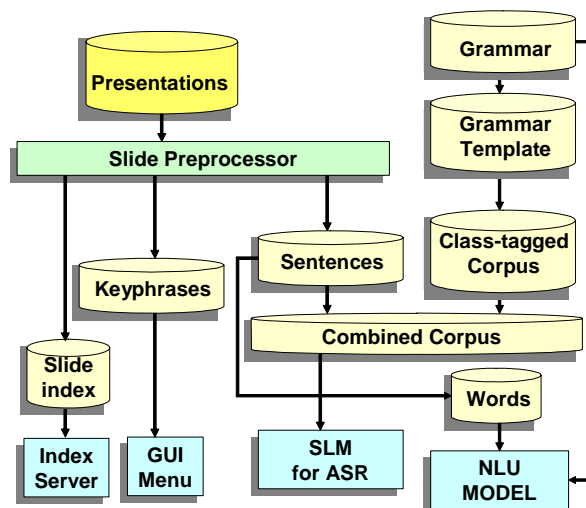 Presentations
Grammar
Slide Preprocessor
Grammar
Template
Sentences
Class-tagged
Corpus
Keyphrases
Combined Corpus
Slide
index
Words
Index
Server
GUI
Menu
SLM
for ASR
NLU
MODEL